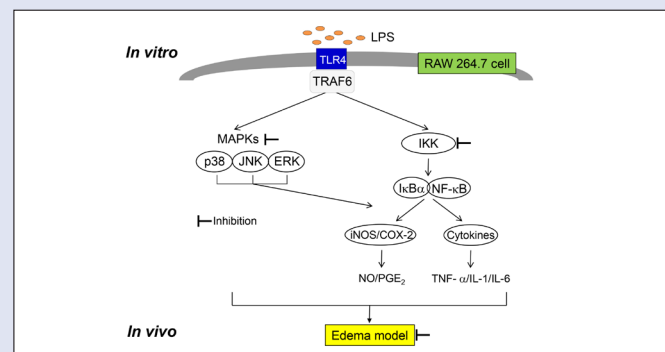 LPS
In vitro
TLR4
RAW 264.7 cell
TRAF6
MAPKs
IKK
p38 JNK ERK
IκBα NF-κB
Inhibition
iNOS/COX-2 Cytokines
NO/PGE₂ TNF- α/IL-1/IL-6
In vivo
Edema model